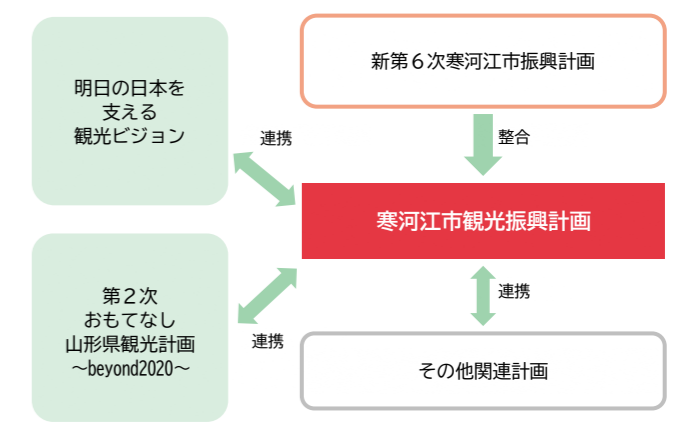 明日の日本を
支える
観光ビジョン
新第６次寒河江市振興計画
連携
整合
寒河江市観光振興計画
第２次
おもてなし
山形県観光計画
～beyond2020～
連携
連携
その他関連計画